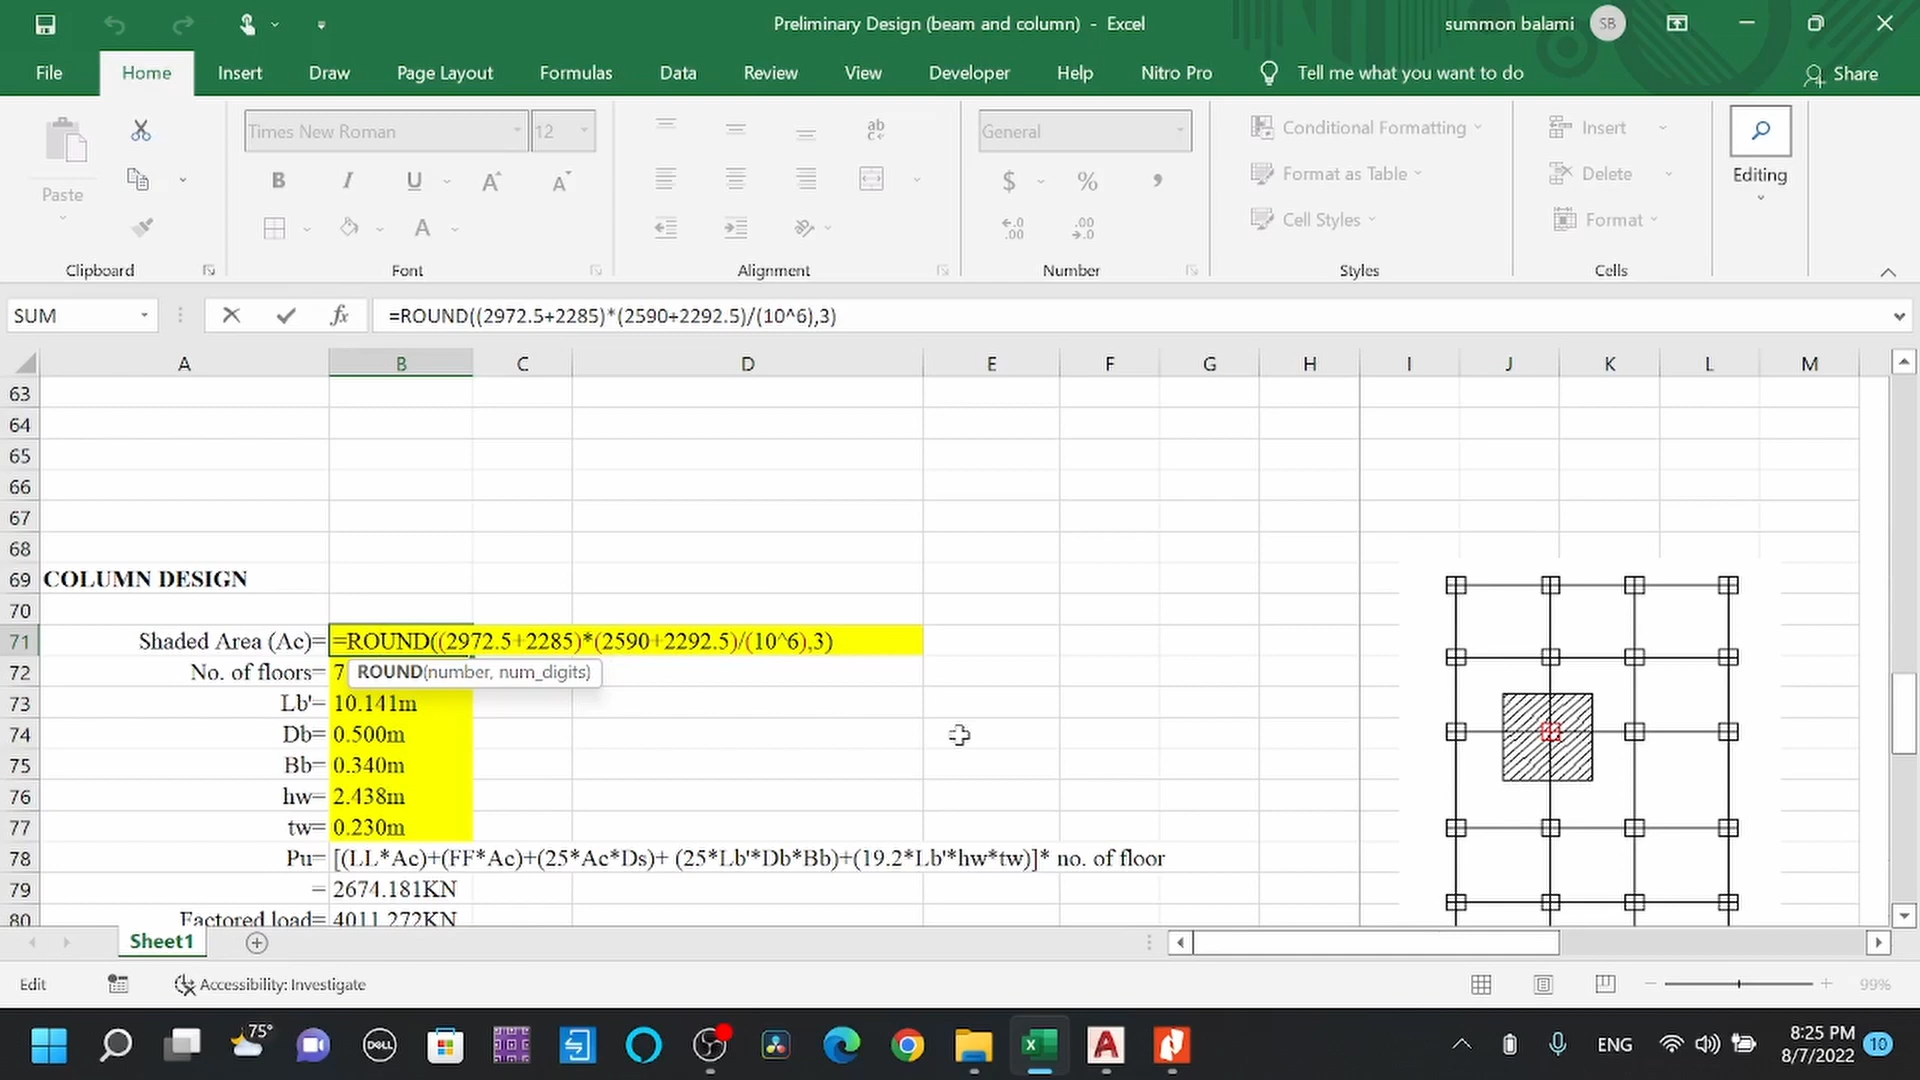 Preliminary Design (beam and column) - Excel
summon balami SB
File Home Insert Draw Page Layout Formulas Data Review View Developer Help Nitro Pro Tell me what you want to do Share
Times New Roman 12 General
Paste
B I U A A
A
ab c
$ % ,
←.0 .00
.00 →.0
Conditional Formatting
Format as Table
Cell Styles
Insert
Delete
Format
Editing
Clipboard Font Alignment Number Styles Cells
SUM fx =ROUND((2972.5+2285)*(2590+2292.5)/(10^6),3)
A B C D E F G H I J K L M
63
64
65
66
67
68
69 COLUMN DESIGN
70
71 Shaded Area (Ac)= =ROUND((2972.5+2285)*(2590+2292.5)/(10^6),3)
72 No. of floors= 7 ROUND(number, num_digits)
73 Lb'= 10.141m
74 Db= 0.500m
75 Bb= 0.340m
76 hw= 2.438m
77 tw= 0.230m
78 Pu= [(LL*Ac)+(FF*Ac)+(25*Ac*Ds)+ (25*Lb'*Db*Bb)+(19.2*Lb'*hw*tw)]* no. of floor
79 = 2674.181KN
80 Factored load= 4011.272KN
Sheet1
Edit Accessibility: Investigate 99%
75° DELL ENG 8:25 PM
8/7/2022 10